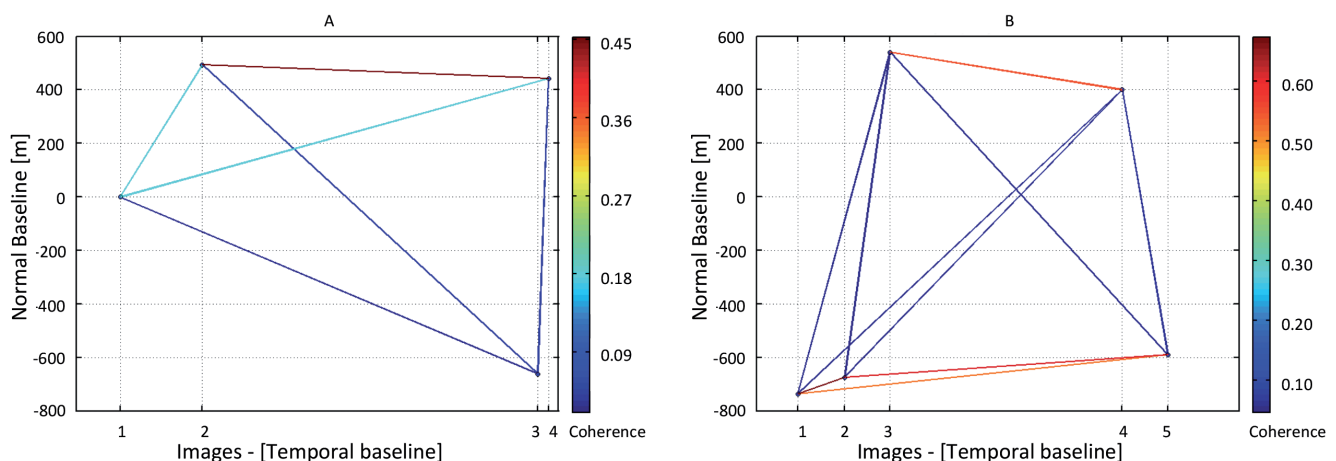 A
600
400
200
0
-200
-400
-600
-800
Normal Baseline [m]
1 2 3 4
Images - [Temporal baseline]
0.45
0.36
0.27
0.18
0.09
Coherence
B
600
400
200
0
-200
-400
-600
-800
Normal Baseline [m]
1 2 3 4 5
Images - [Temporal baseline]
0.60
0.50
0.40
0.30
0.20
0.10
Coherence